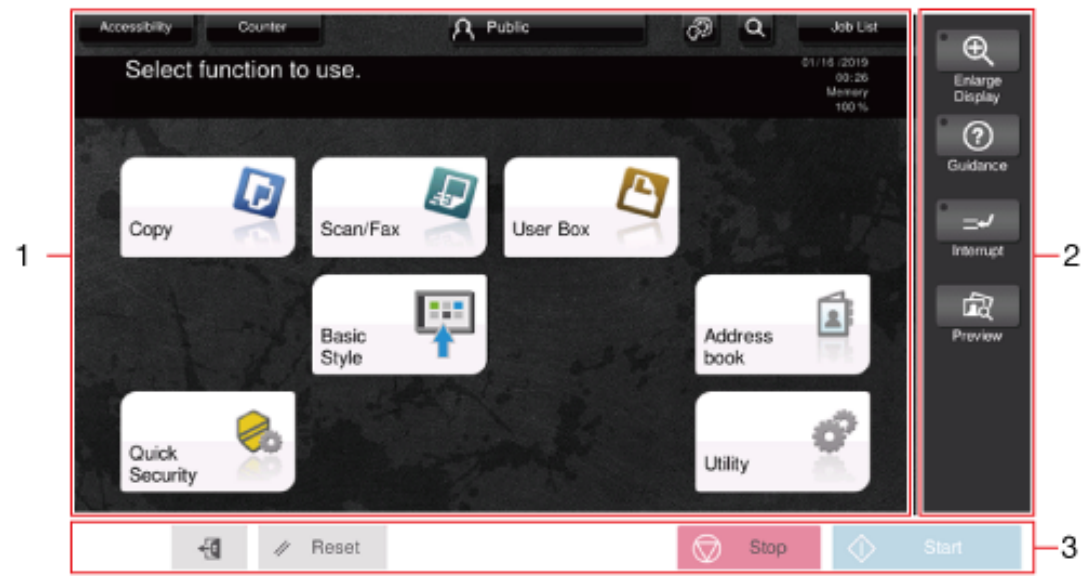 Accessibility
Counter
Public
Job List
Select function to use.
01/16 /2019
00:26
Memory
100 %
Enlarge
Display
Guidance
Interrupt
Preview
Copy
Scan/Fax
User Box
1
2
Basic
Style
Address
book
Quick
Security
Utility
Reset
Stop
Start
3